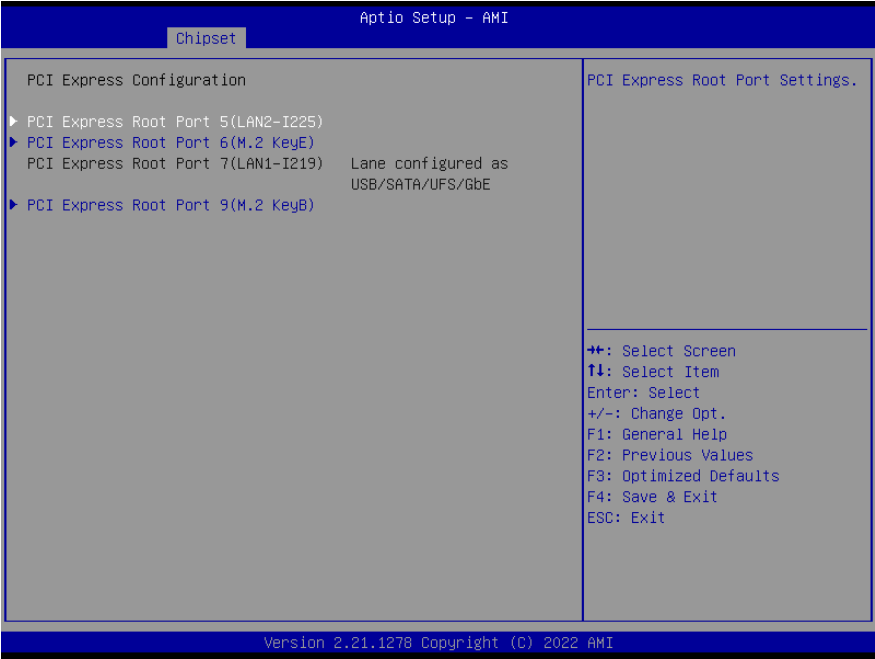 Aptio Setup - AMI
Chipset
PCI Express Configuration
PCI Express Root Port 5(LAN2-I225)
PCI Express Root Port 6(M.2 KeyE)
PCI Express Root Port 7(LAN1-I219) Lane configured as
USB/SATA/UFS/GbE
PCI Express Root Port 9(M.2 KeyB)
PCI Express Root Port Settings.
→←: Select Screen
↑↓: Select Item
Enter: Select
+/-: Change Opt.
F1: General Help
F2: Previous Values
F3: Optimized Defaults
F4: Save & Exit
ESC: Exit
Version 2.21.1278 Copyright (C) 2022 AMI